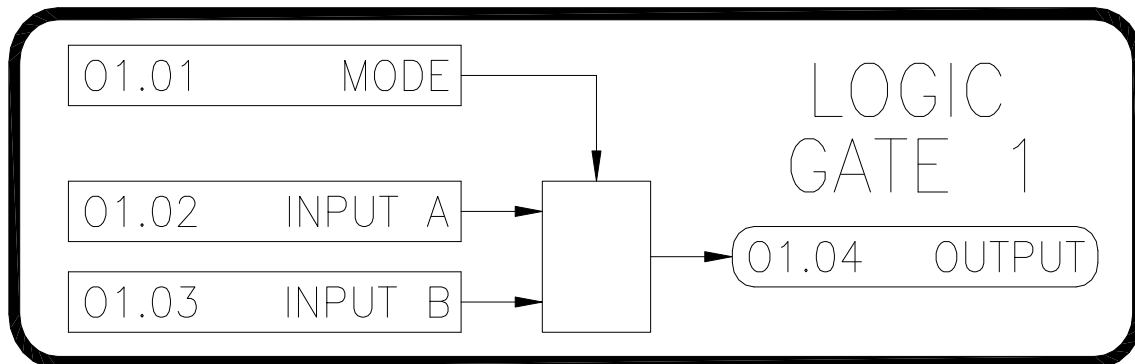 O1.01 MODE
LOGIC
GATE 1
O1.02 INPUT A
O1.04 OUTPUT
O1.03 INPUT B